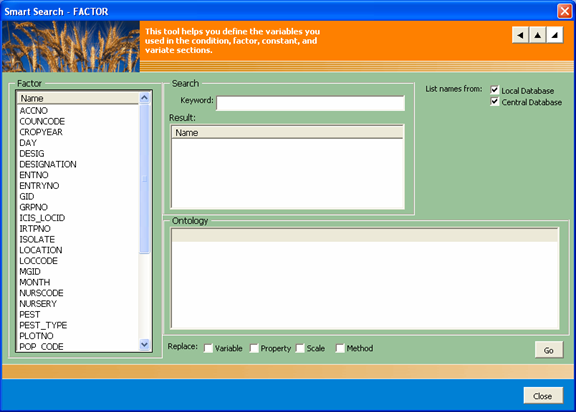 Smart Search - FACTOR
This tool helps you define the variables you
used in the condition, factor, constant, and
variate sections.
Factor
Name
ACCNO
COUNCODE
CROPYEAR
DAY
DESIG
DESIGNATION
ENTNO
ENTRYNO
GID
GRPNO
ICIS_LOCID
IRTPNO
ISOLATE
LOCATION
LOCCODE
MGID
MONTH
NURSCODE
NURSERY
PEST
PEST_TYPE
PLOTNO
POP_CODE
Search
Keyword:
Result:
Name
List names from:
Local Database
Central Database
Ontology
Replace:
Variable
Property
Scale
Method
Go
Close